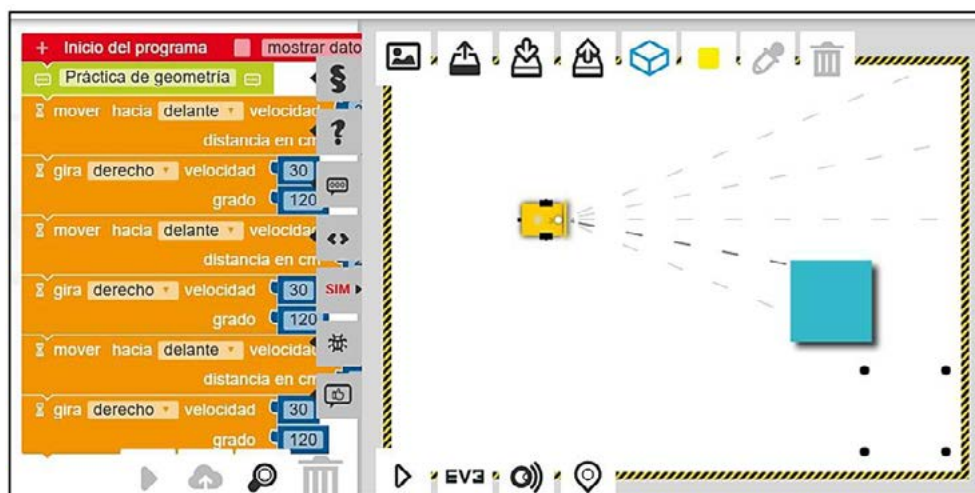 + Inicio del programa mostrar dato
Práctica de geometría
mover hacia delante velocidad
distancia en cm
gira derecho velocidad 30
grado 120
mover hacia delante velocidad
distancia en cm
gira derecho velocidad 30
grado 120
mover hacia delante velocidad
distancia en cm
gira derecho velocidad 30
grado 120
§
?
SIM
EV3